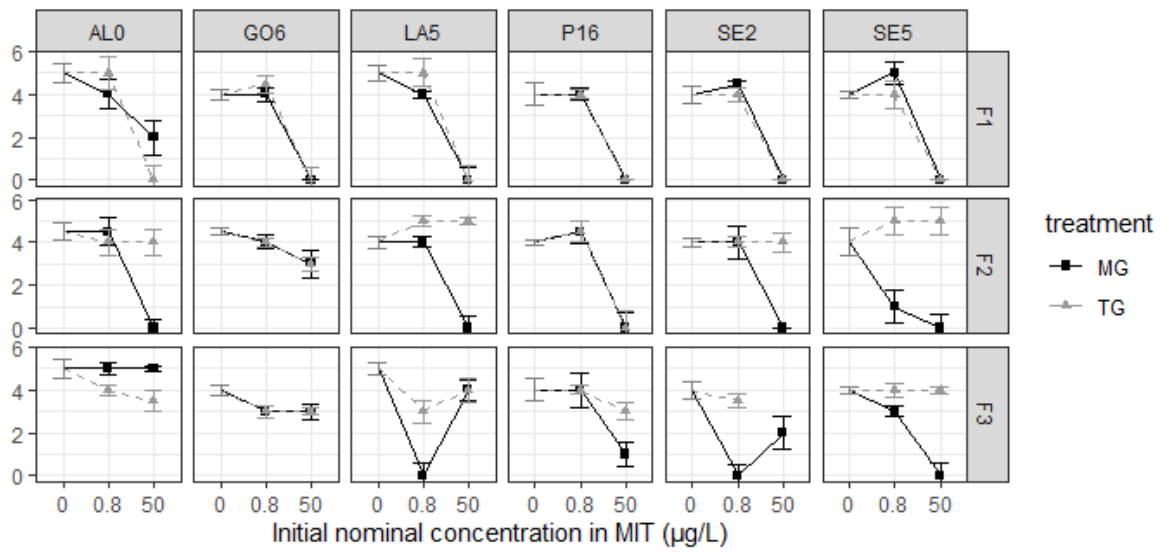 AL0 GO6 LA5 P16 SE2 SE5
6
4
2
0
F1
6
4
2
0
F2
treatment
MG
TG
6
4
2
0
F3
0 0.8 50 0 0.8 50 0 0.8 50 0 0.8 50 0 0.8 50 0 0.8 50
Initial nominal concentration in MIT (µg/L)